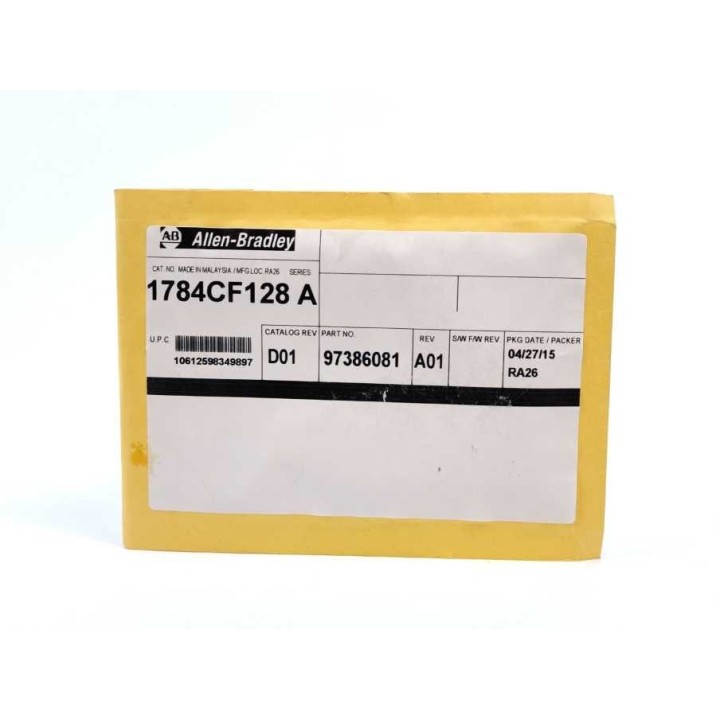 AB Allen-Bradley
CAT. NO. MADE IN MALAYSIA / MFG LOC. RA26 SERIES
1784CF128 A
U.P.C.
10612598349897
CATALOG REV
D01
PART NO.
97386081
REV
A01
S/W F/W REV.
PKG DATE / PACKER
04/27/15
RA26